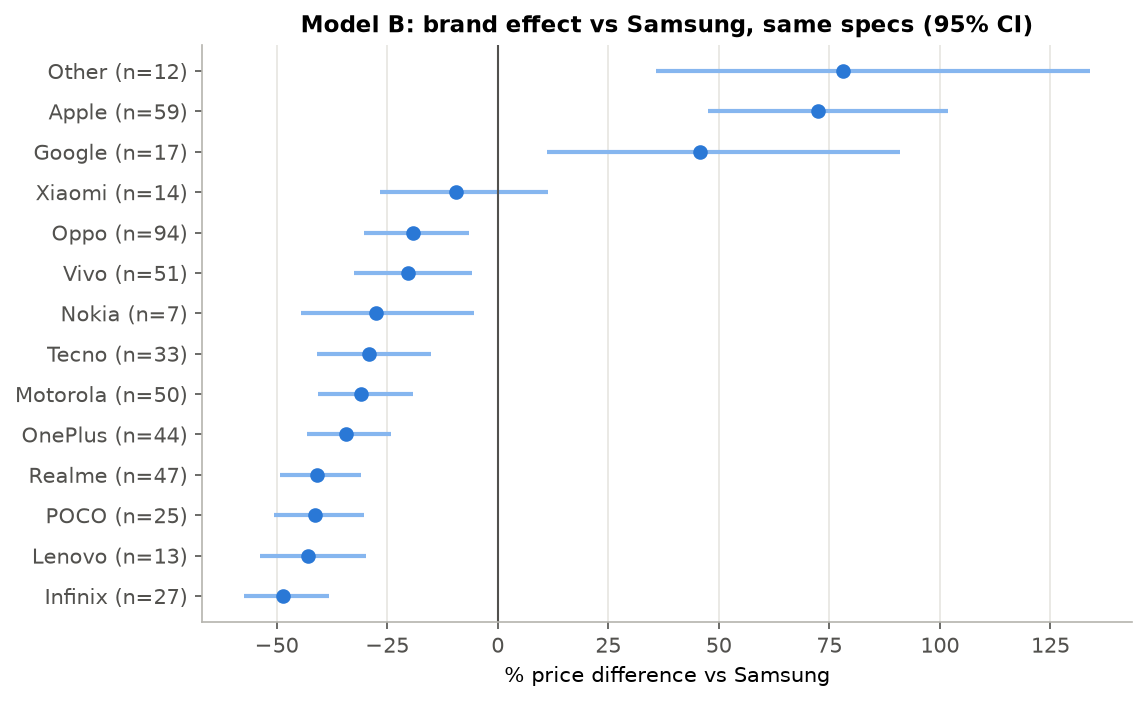 Model B: brand effect vs Samsung, same specs (95% CI)
Other (n=12)
Apple (n=59)
Google (n=17)
Xiaomi (n=14)
Oppo (n=94)
Vivo (n=51)
Nokia (n=7)
Tecno (n=33)
Motorola (n=50)
OnePlus (n=44)
Realme (n=47)
POCO (n=25)
Lenovo (n=13)
Infinix (n=27)
−50 −25 0 25 50 75 100 125
% price difference vs Samsung